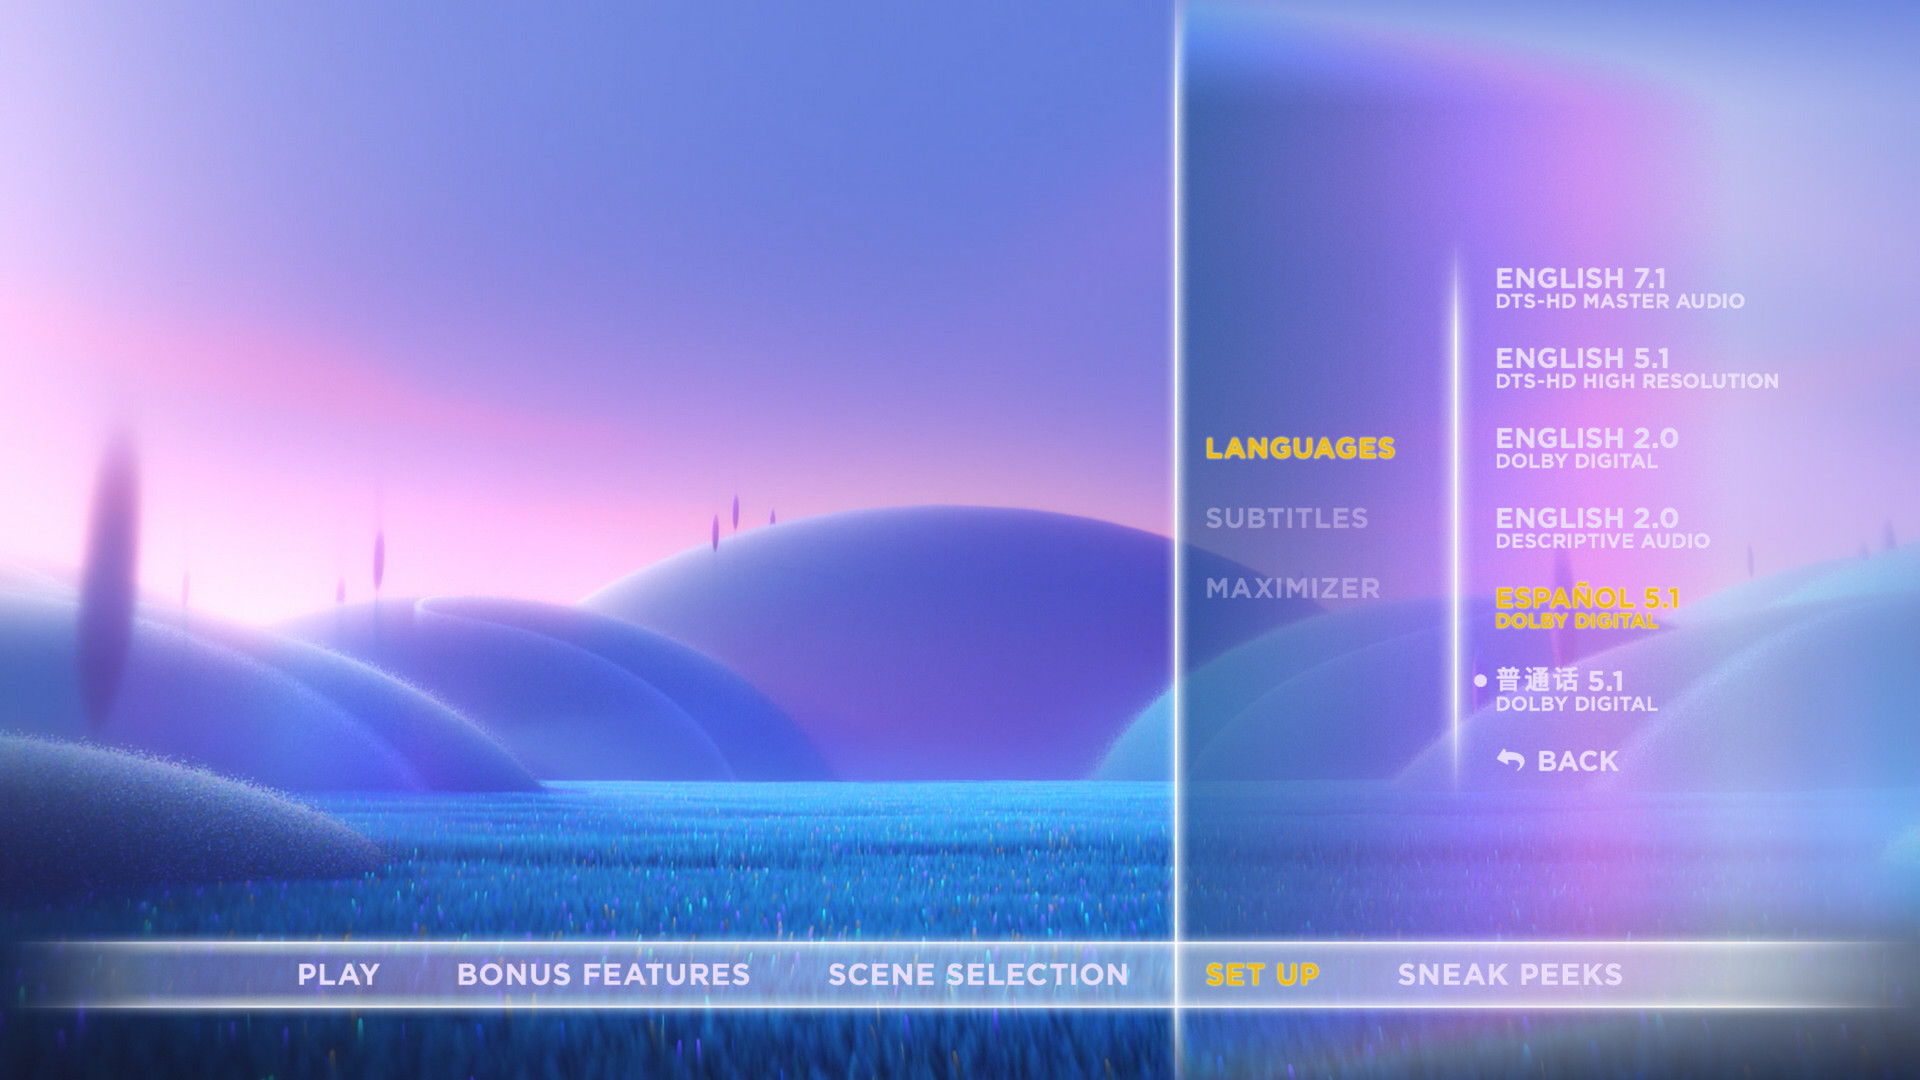 LANGUAGES
SUBTITLES
MAXIMIZER
ENGLISH 7.1
DTS-HD MASTER AUDIO
ENGLISH 5.1
DTS-HD HIGH RESOLUTION
ENGLISH 2.0
DOLBY DIGITAL
ENGLISH 2.0
DESCRIPTIVE AUDIO
ESPAÑOL 5.1
DOLBY DIGITAL
普通话 5.1
DOLBY DIGITAL
BACK
PLAY BONUS FEATURES SCENE SELECTION SET UP SNEAK PEEKS